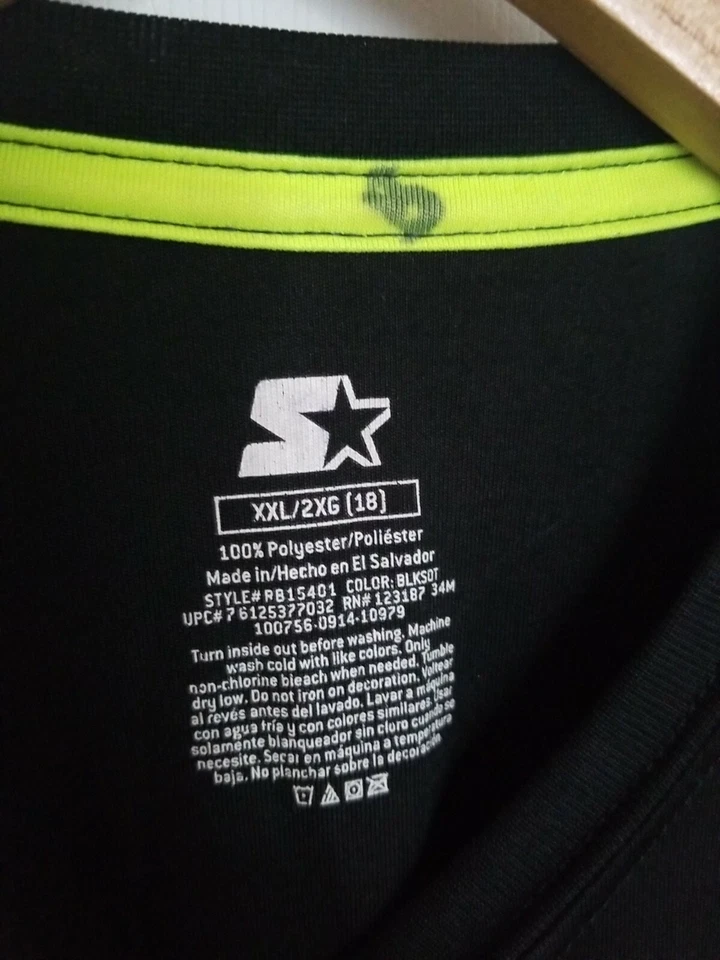 XXL/2XG (18)
100% Polyester/Poliéster
Made in/Hecho en El Salvador
STYLE# RB15401 COLOR: BLKSOT
UPC# 7 6125377032 RN# 123187 34M
100756-0914-10979
Turn inside out before washing. Machine
wash cold with like colors. Only
non-chlorine bleach when needed. Tumble
dry low. Do not iron on decoration. Voltear
al revés antes del lavado. Lavar a máquina
con agua fría y con colores similares. Usar
solamente blanqueador sin cloro cuando se
necesite. Secar en máquina a temperatura
baja. No planchar sobre la decoración.